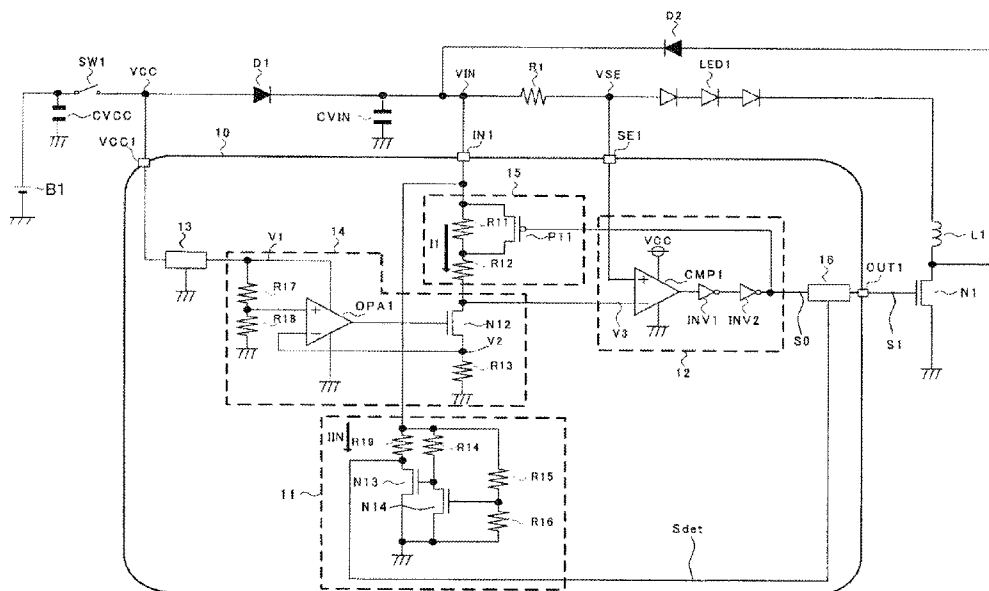 D2
SW1
VCC
D1
VIN
R1
VSE
LED1
CVCC
CVIN
VCC1
10
IN1
SE1
B1
15
13
14
V1
R11
P11
I1
R12
VCC
CMP1
16
OUT1
L1
R17
OPA1
R18
N12
V2
R13
V3
INV1
INV2
S0
S1
N1
12
IIN
R19
R14
R15
N13
11
N14
R16
Sdet